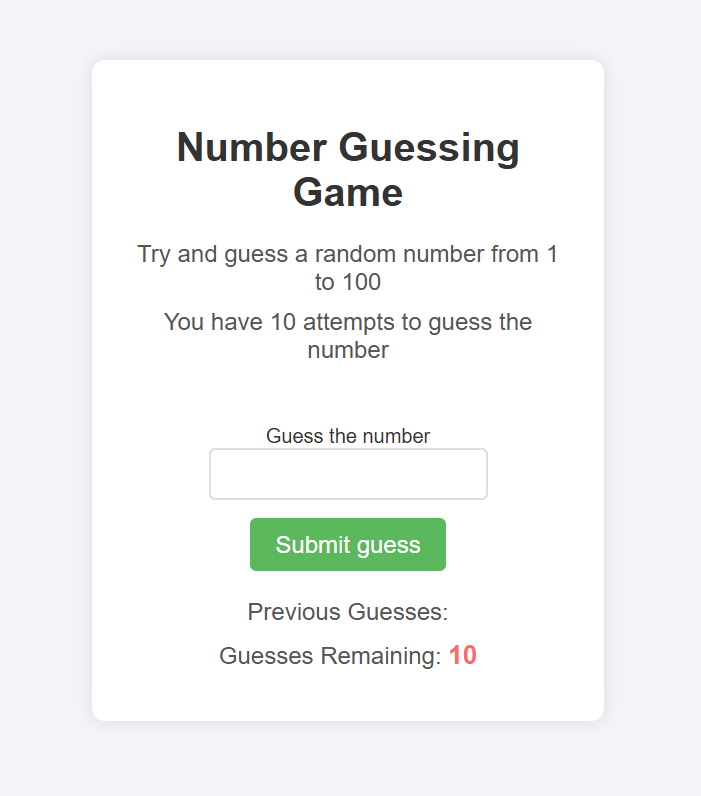 Number Guessing
Game
Try and guess a random number from 1
to 100
You have 10 attempts to guess the
number
Guess the number
Submit guess
Previous Guesses:
Guesses Remaining: 10